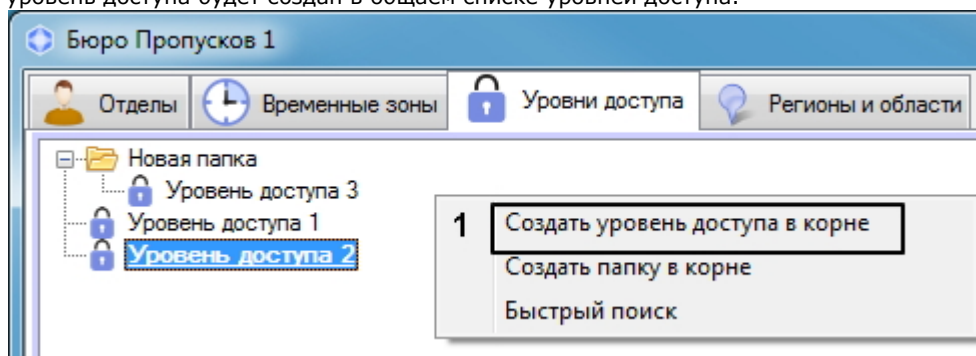 уровень доступа будет создан в общем списке уровней доступа.
Бюро Пропусков 1
Отделы Временные зоны Уровни доступа Регионы и области
Новая папка
Уровень доступа 3
Уровень доступа 1
Уровень доступа 2
1 Создать уровень доступа в корне
Создать папку в корне
Быстрый поиск